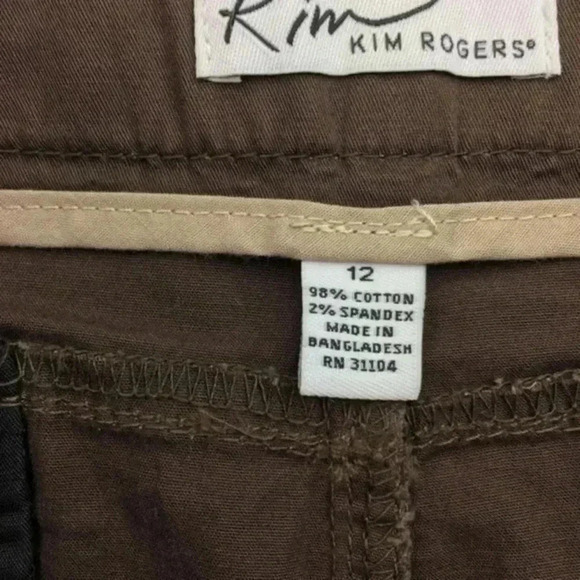 Kim
KIM ROGERS®
12
98% COTTON
2% SPANDEX
MADE IN
BANGLADESH
RN 31104